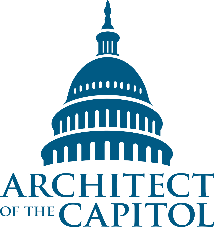 ARCHITECT
OF THE CAPITOL